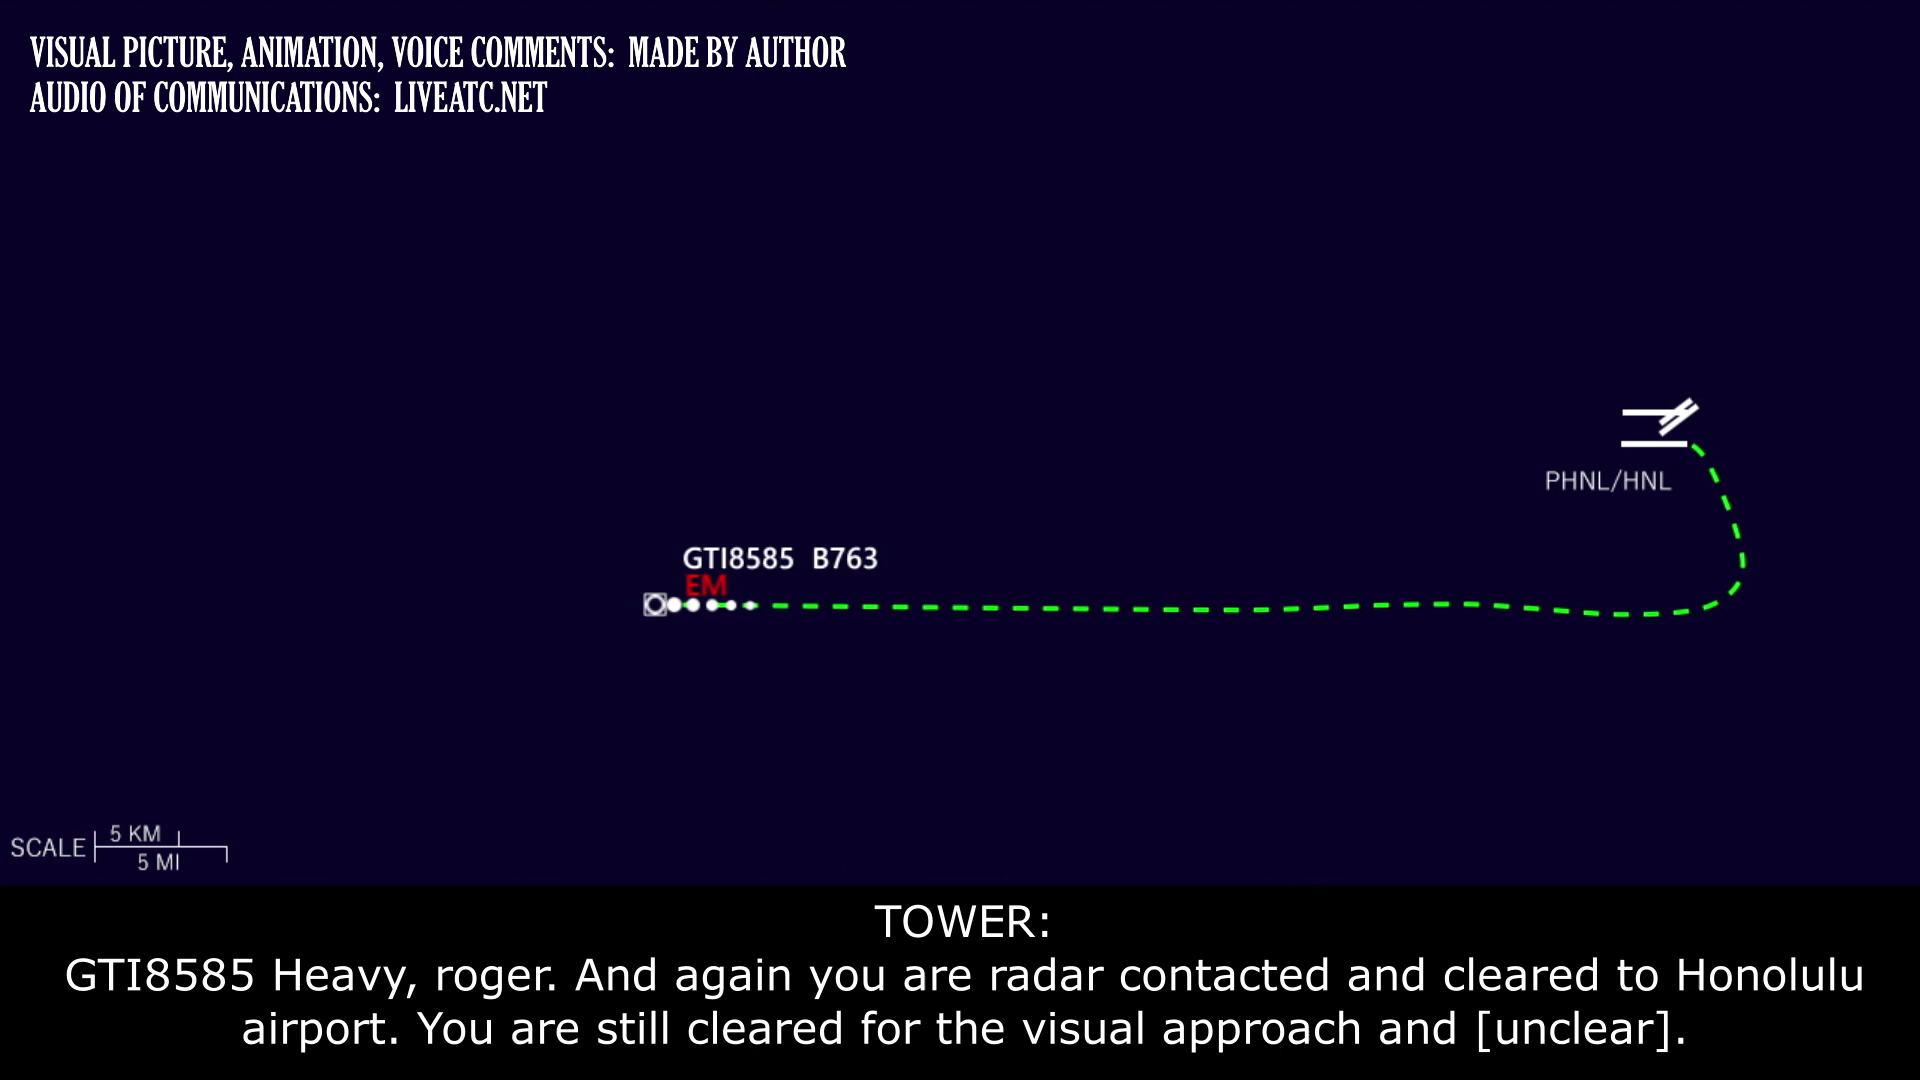 VISUAL PICTURE, ANIMATION, VOICE COMMENTS: MADE BY AUTHOR
AUDIO OF COMMUNICATIONS: LIVEATC.NET
PHNL/HNL
GTI8585 B763
EM
5 KM
SCALE
5 MI
TOWER:
GTI8585 Heavy, roger. And again you are radar contacted and cleared to Honolulu
airport. You are still cleared for the visual approach and [unclear].